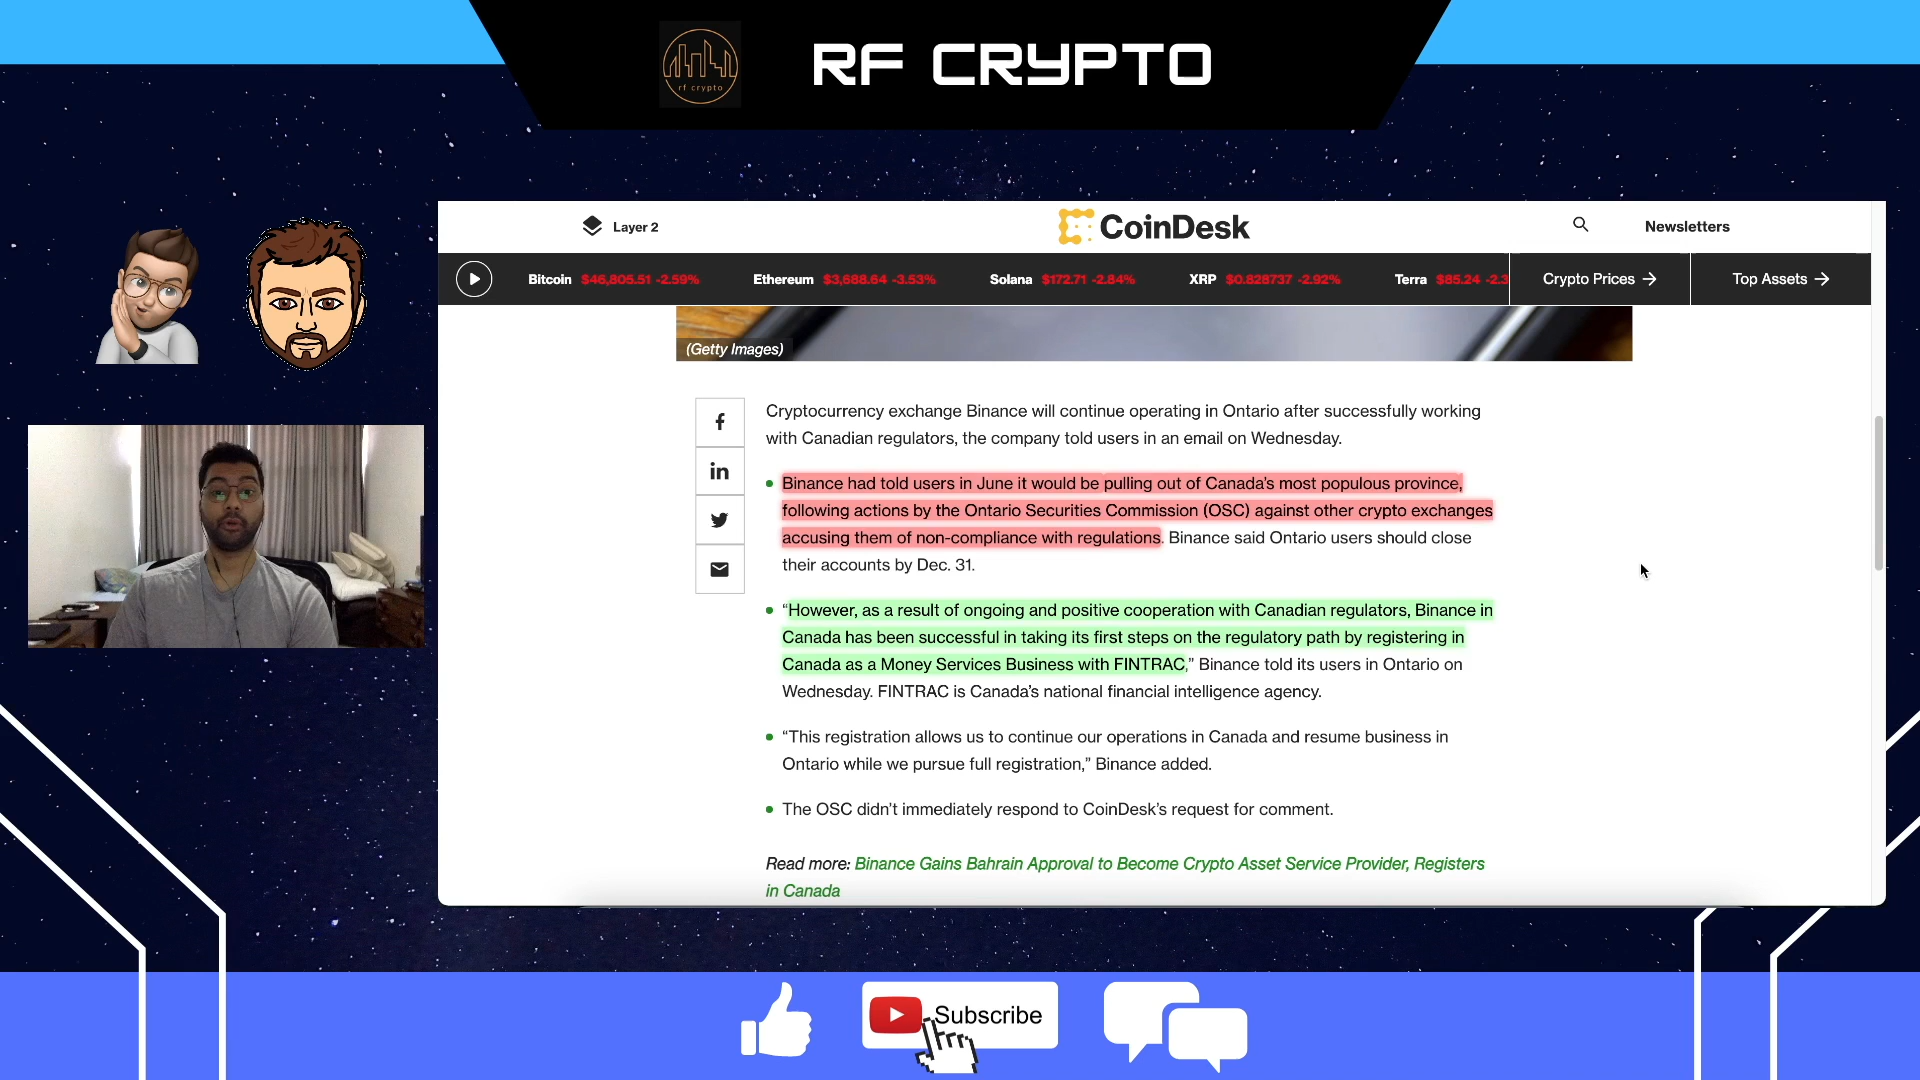 rf crypto
RF CRYPTO
Layer 2
CoinDesk
Newsletters
Bitcoin $46,805.51 -2.59%
Ethereum $3,688.64 -3.53%
Solana $172.71 -2.84%
XRP $0.828737 -2.92%
Terra $85.24 -2.3
Crypto Prices →
Top Assets →
(Getty Images)
Cryptocurrency exchange Binance will continue operating in Ontario after successfully working
with Canadian regulators, the company told users in an email on Wednesday.
Binance had told users in June it would be pulling out of Canada's most populous province,
following actions by the Ontario Securities Commission (OSC) against other crypto exchanges
accusing them of non-compliance with regulations. Binance said Ontario users should close
their accounts by Dec. 31.
“However, as a result of ongoing and positive cooperation with Canadian regulators, Binance in
Canada has been successful in taking its first steps on the regulatory path by registering in
Canada as a Money Services Business with FINTRAC,” Binance told its users in Ontario on
Wednesday. FINTRAC is Canada's national financial intelligence agency.
“This registration allows us to continue our operations in Canada and resume business in
Ontario while we pursue full registration,” Binance added.
The OSC didn't immediately respond to CoinDesk's request for comment.
Read more: Binance Gains Bahrain Approval to Become Crypto Asset Service Provider, Registers
in Canada
Subscribe